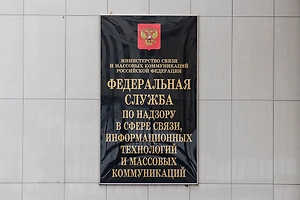 МИНИСТЕРСТВО СВЯЗИ
И МАССОВЫХ КОММУНИКАЦИЙ
РОССИЙСКОЙ ФЕДЕРАЦИИ
ФЕДЕРАЛЬНАЯ
СЛУЖБА
ПО НАДЗОРУ
В СФЕРЕ СВЯЗИ,
ИНФОРМАЦИОННЫХ
ТЕХНОЛОГИЙ
И МАССОВЫХ
КОММУНИКАЦИЙ